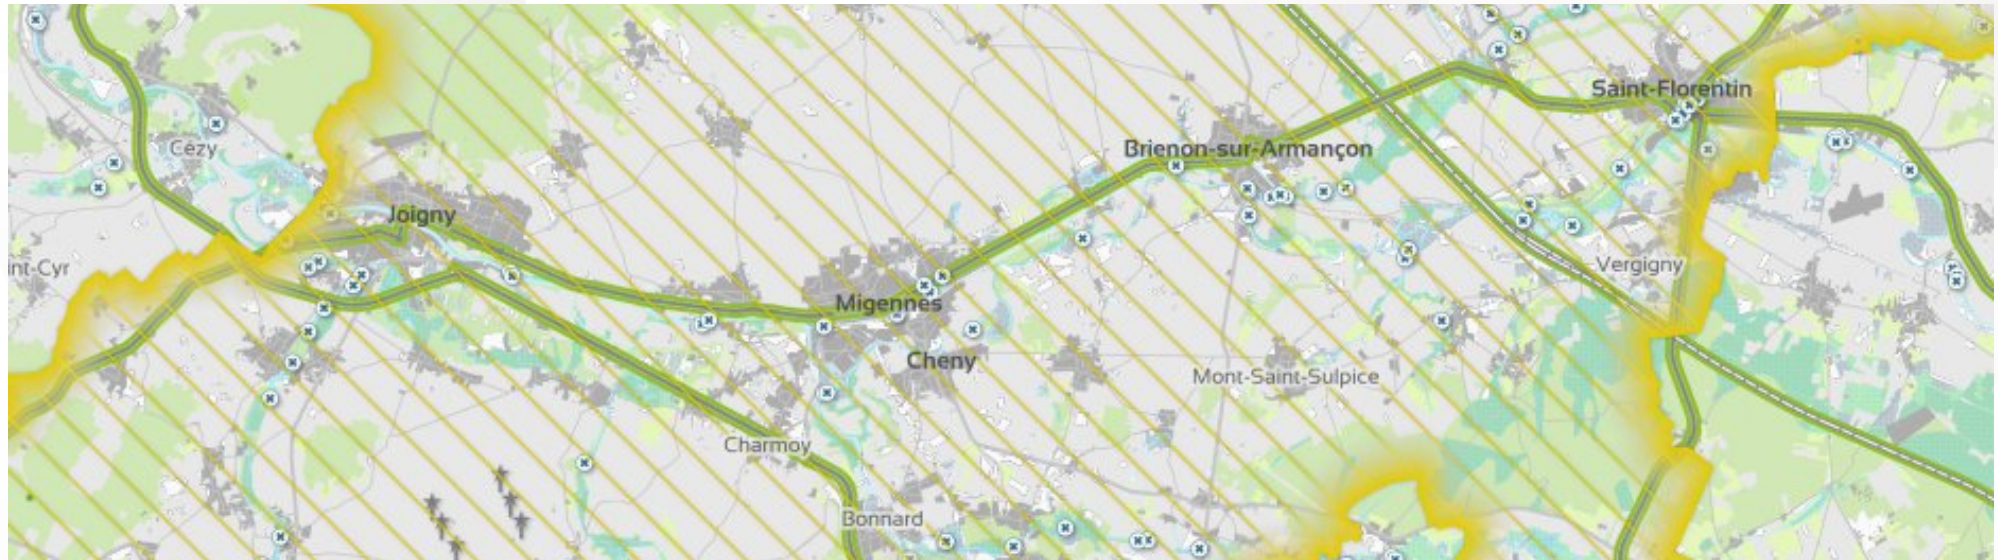 Saint-Florentin
Brienon-sur-Armançon
Cézy
Joigny
int-Cyr
Vergigny
Migennes
Cheny
Mont-Saint-Sulpice
Charmoy
Bonnard